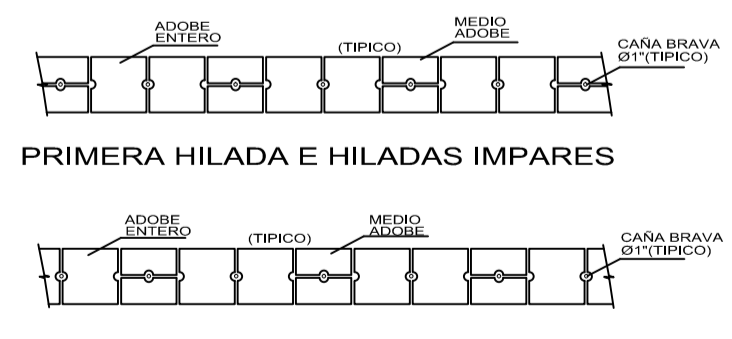 ADOBE
ENTERO
(TIPICO)
MEDIO
ADOBE
CAÑA BRAVA
Ø1"(TIPICO)
PRIMERA HILADA E HILADAS IMPARES
ADOBE
ENTERO
(TIPICO)
MEDIO
ADOBE
CAÑA BRAVA
Ø1"(TIPICO)